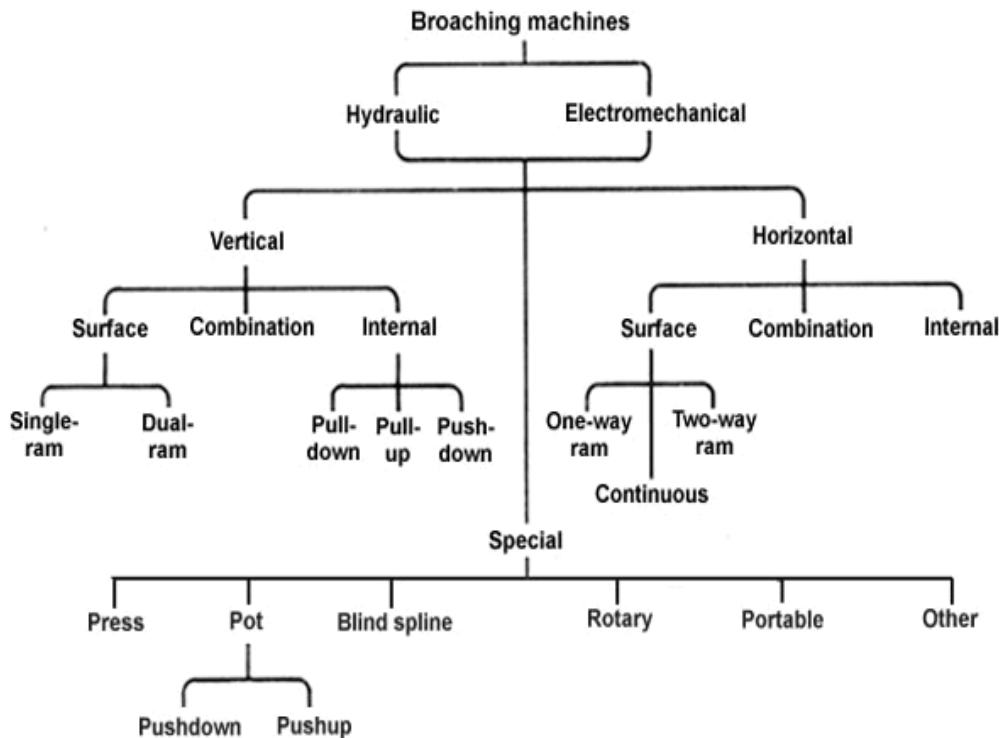 Broaching machines
Hydraulic
Electromechanical
Vertical
Horizontal
Surface
Combination
Internal
Surface
Combination
Internal
Single-
ram
Dual-
ram
Pull-
down
Pull-
up
Push-
down
One-way
ram
Two-way
ram
Continuous
Special
Press
Pot
Blind spline
Rotary
Portable
Other
Pushdown
Pushup